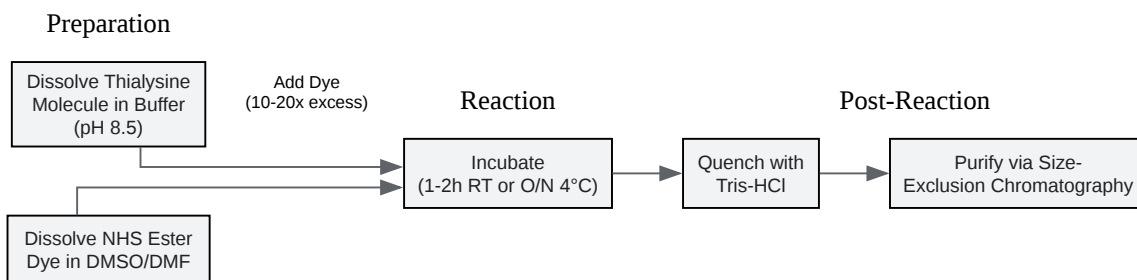 Preparation
Dissolve Thialysine
Molecule in Buffer
(pH 8.5)
Add Dye
(10-20x excess)
Dissolve NHS Ester
Dye in DMSO/DMF
Reaction
Incubate
(1-2h RT or O/N 4°C)
Post-Reaction
Quench with
Tris-HCl
Purify via Size-
Exclusion Chromatography